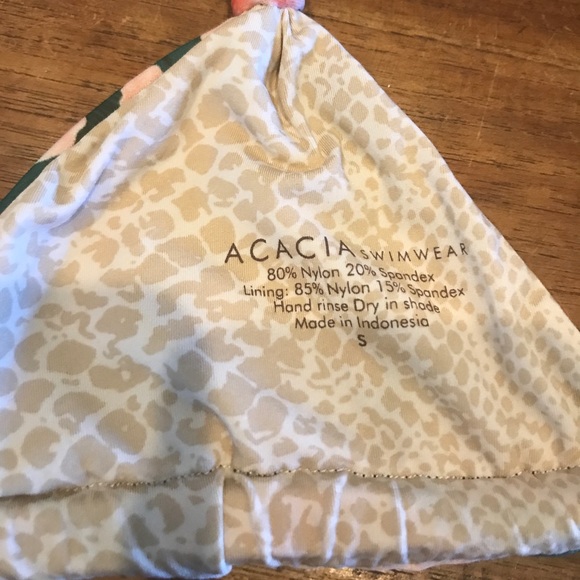 ACACIA SWIMWEAR
80% Nylon 20% Spandex
Lining: 85% Nylon 15% Spandex
Hand rinse Dry in shade
Made in Indonesia
S